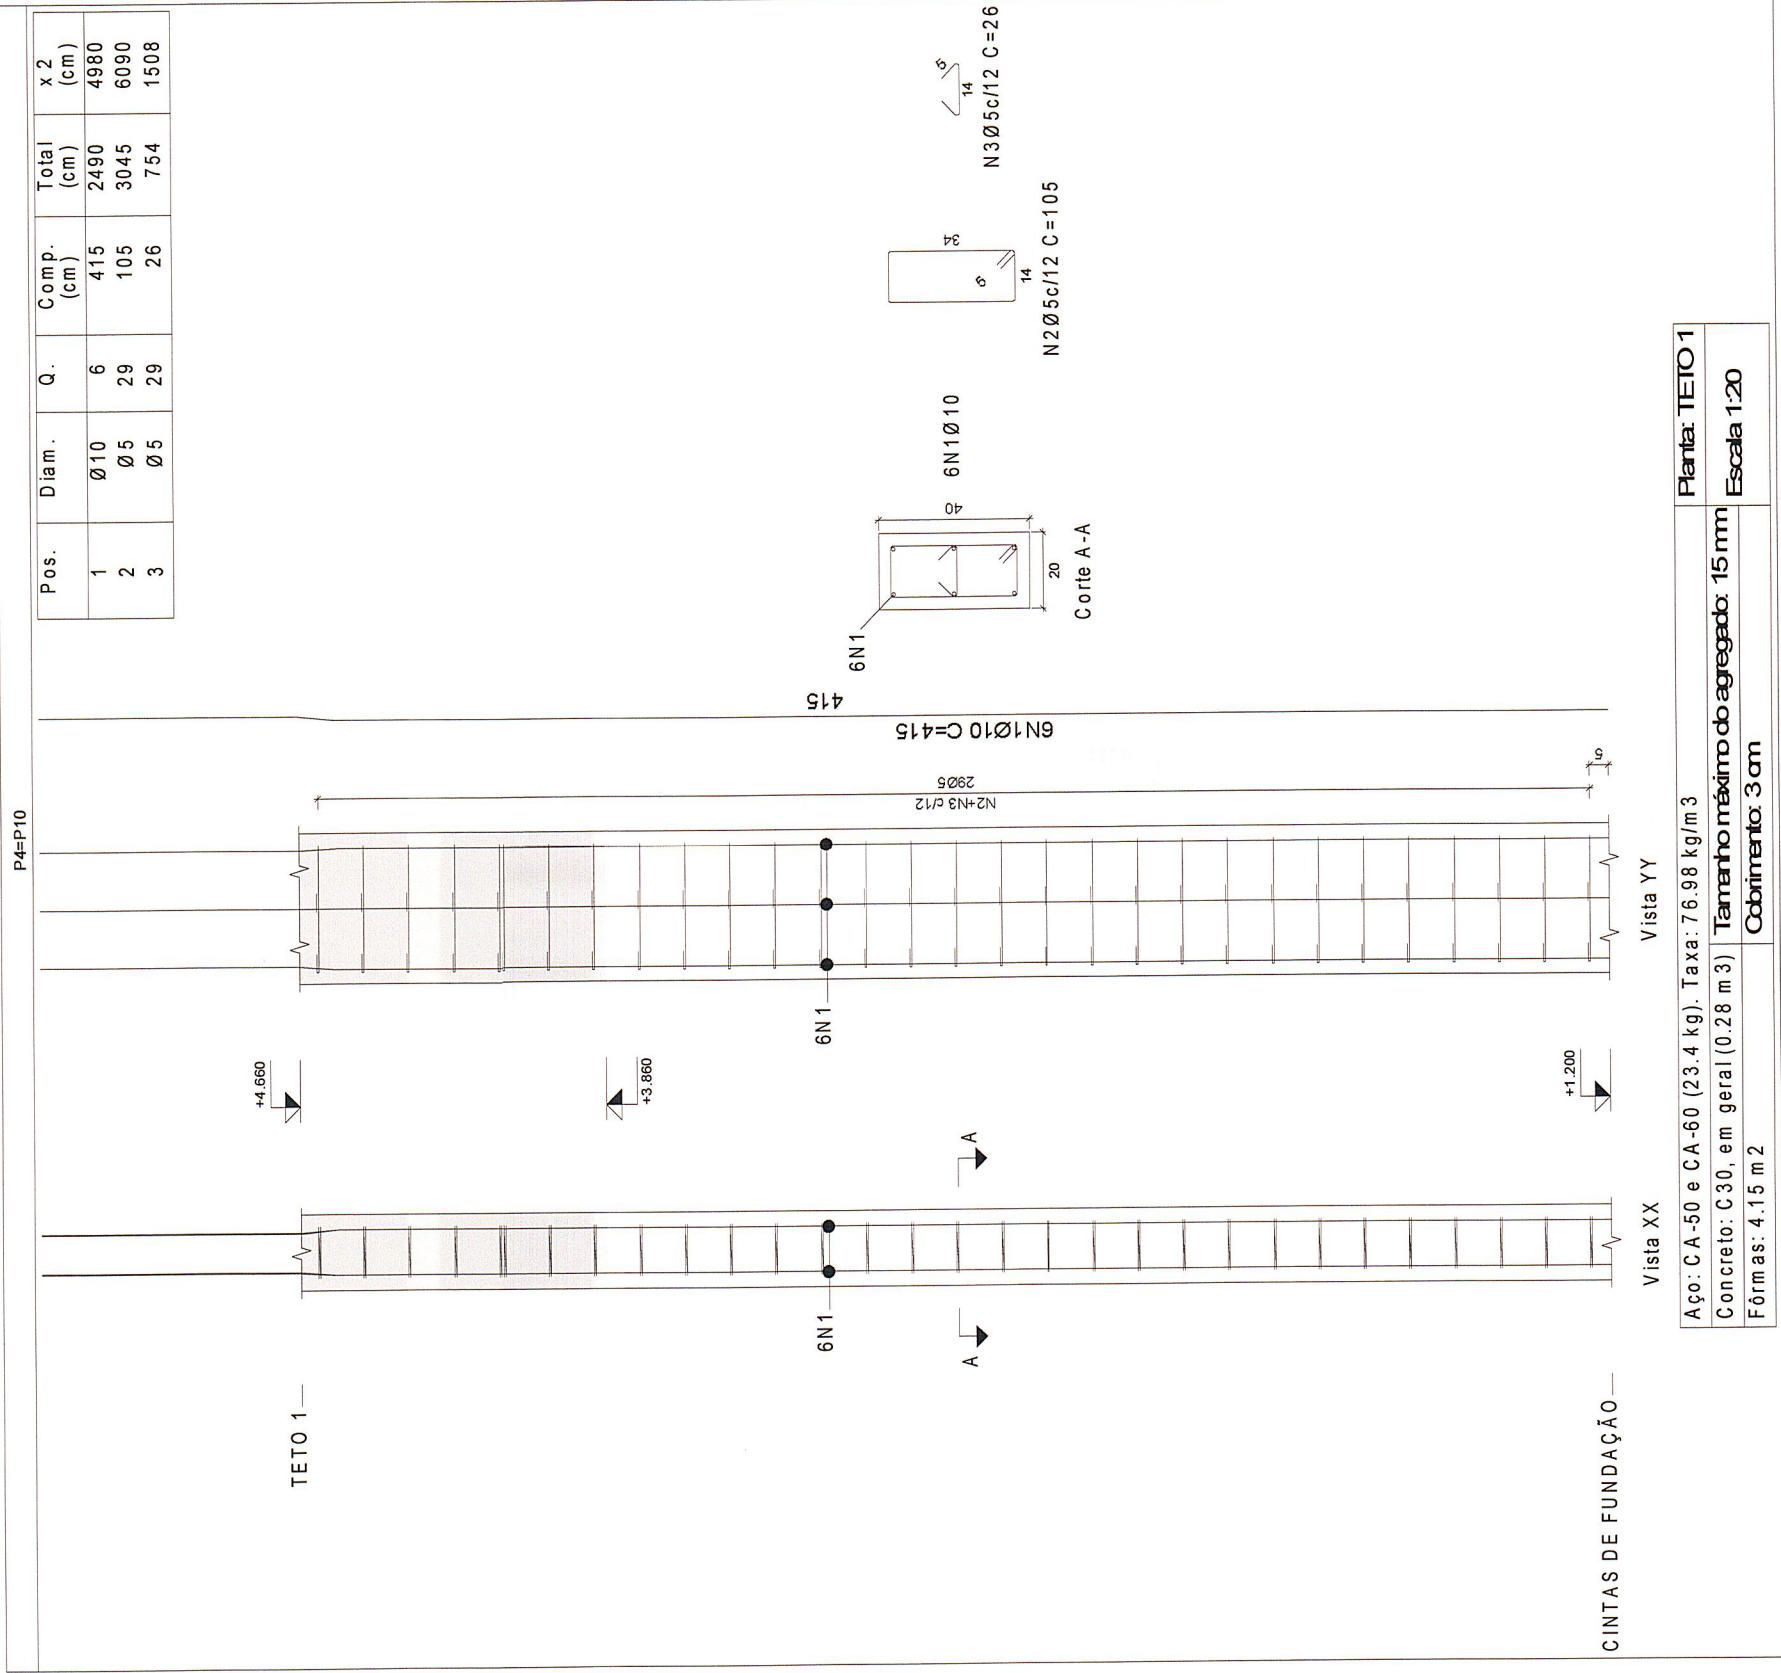 P4=P10
Pos. Diam. Q. Comp. (cm) Total (cm) x 2 (cm)
1 Ø10 6 415 2490 4980
2 Ø5 29 105 3045 6090
3 Ø5 29 26 754 1508
TETO 1
CINTAS DE FUNDAÇÃO
+4.660
+3.860
+1.200
6N1
A
A
Vista XX
6N1
Vista YY
N2+N3 c/12
29Ø5
5
6N1Ø10 C=415
415
6N1
40
20
Corte A-A
6N1Ø10
34
5
14
N2Ø5c/12 C=105
5
14
N3Ø5c/12 C=26
Aço: CA-50 e CA-60 (23.4 kg). Taxa: 76.98 kg/m3
Planta: TETO 1
Concreto: C30, em geral (0.28 m3)
Tamanho máximo do agregado: 15 mm
Escala 1:20
Fôrmas: 4.15 m2
Cobrimento: 3 cm